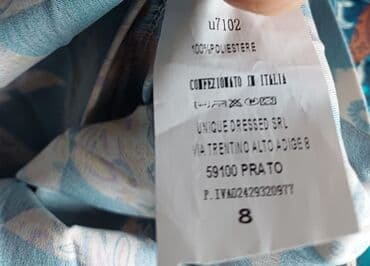 u7102
100%POLIESTERE
CONFEZIONATO IN ITALIA
UNIQUE DRESSED SRL
VIA TRENTINO ALTO ADIGE 8
59100 PRATO
P.IVA02429320977
8